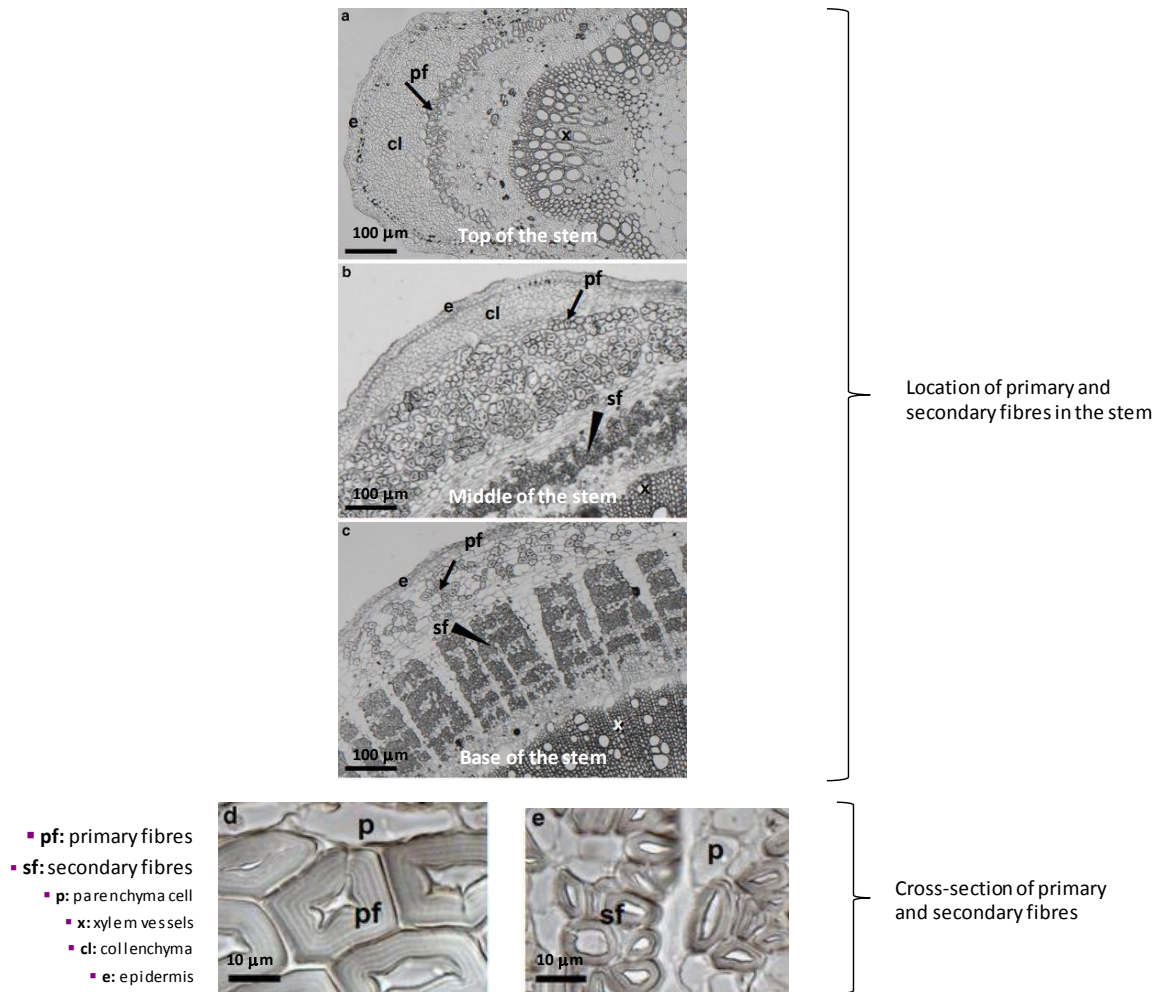 a
pf
e
cl
x
100 µm
Top of the stem
b
pf
e
cl
sf
x
100 µm
Middle of the stem
c
pf
e
sf
x
100 µm
Base of the stem
Location of primary and
secondary fibres in the stem
pf: primary fibres
sf: secondary fibres
p: parenchyma cell
x: xylem vessels
cl: collenchyma
e: epidermis
d
p
pf
10 µm
e
p
sf
10 µm
Cross-section of primary
and secondary fibres